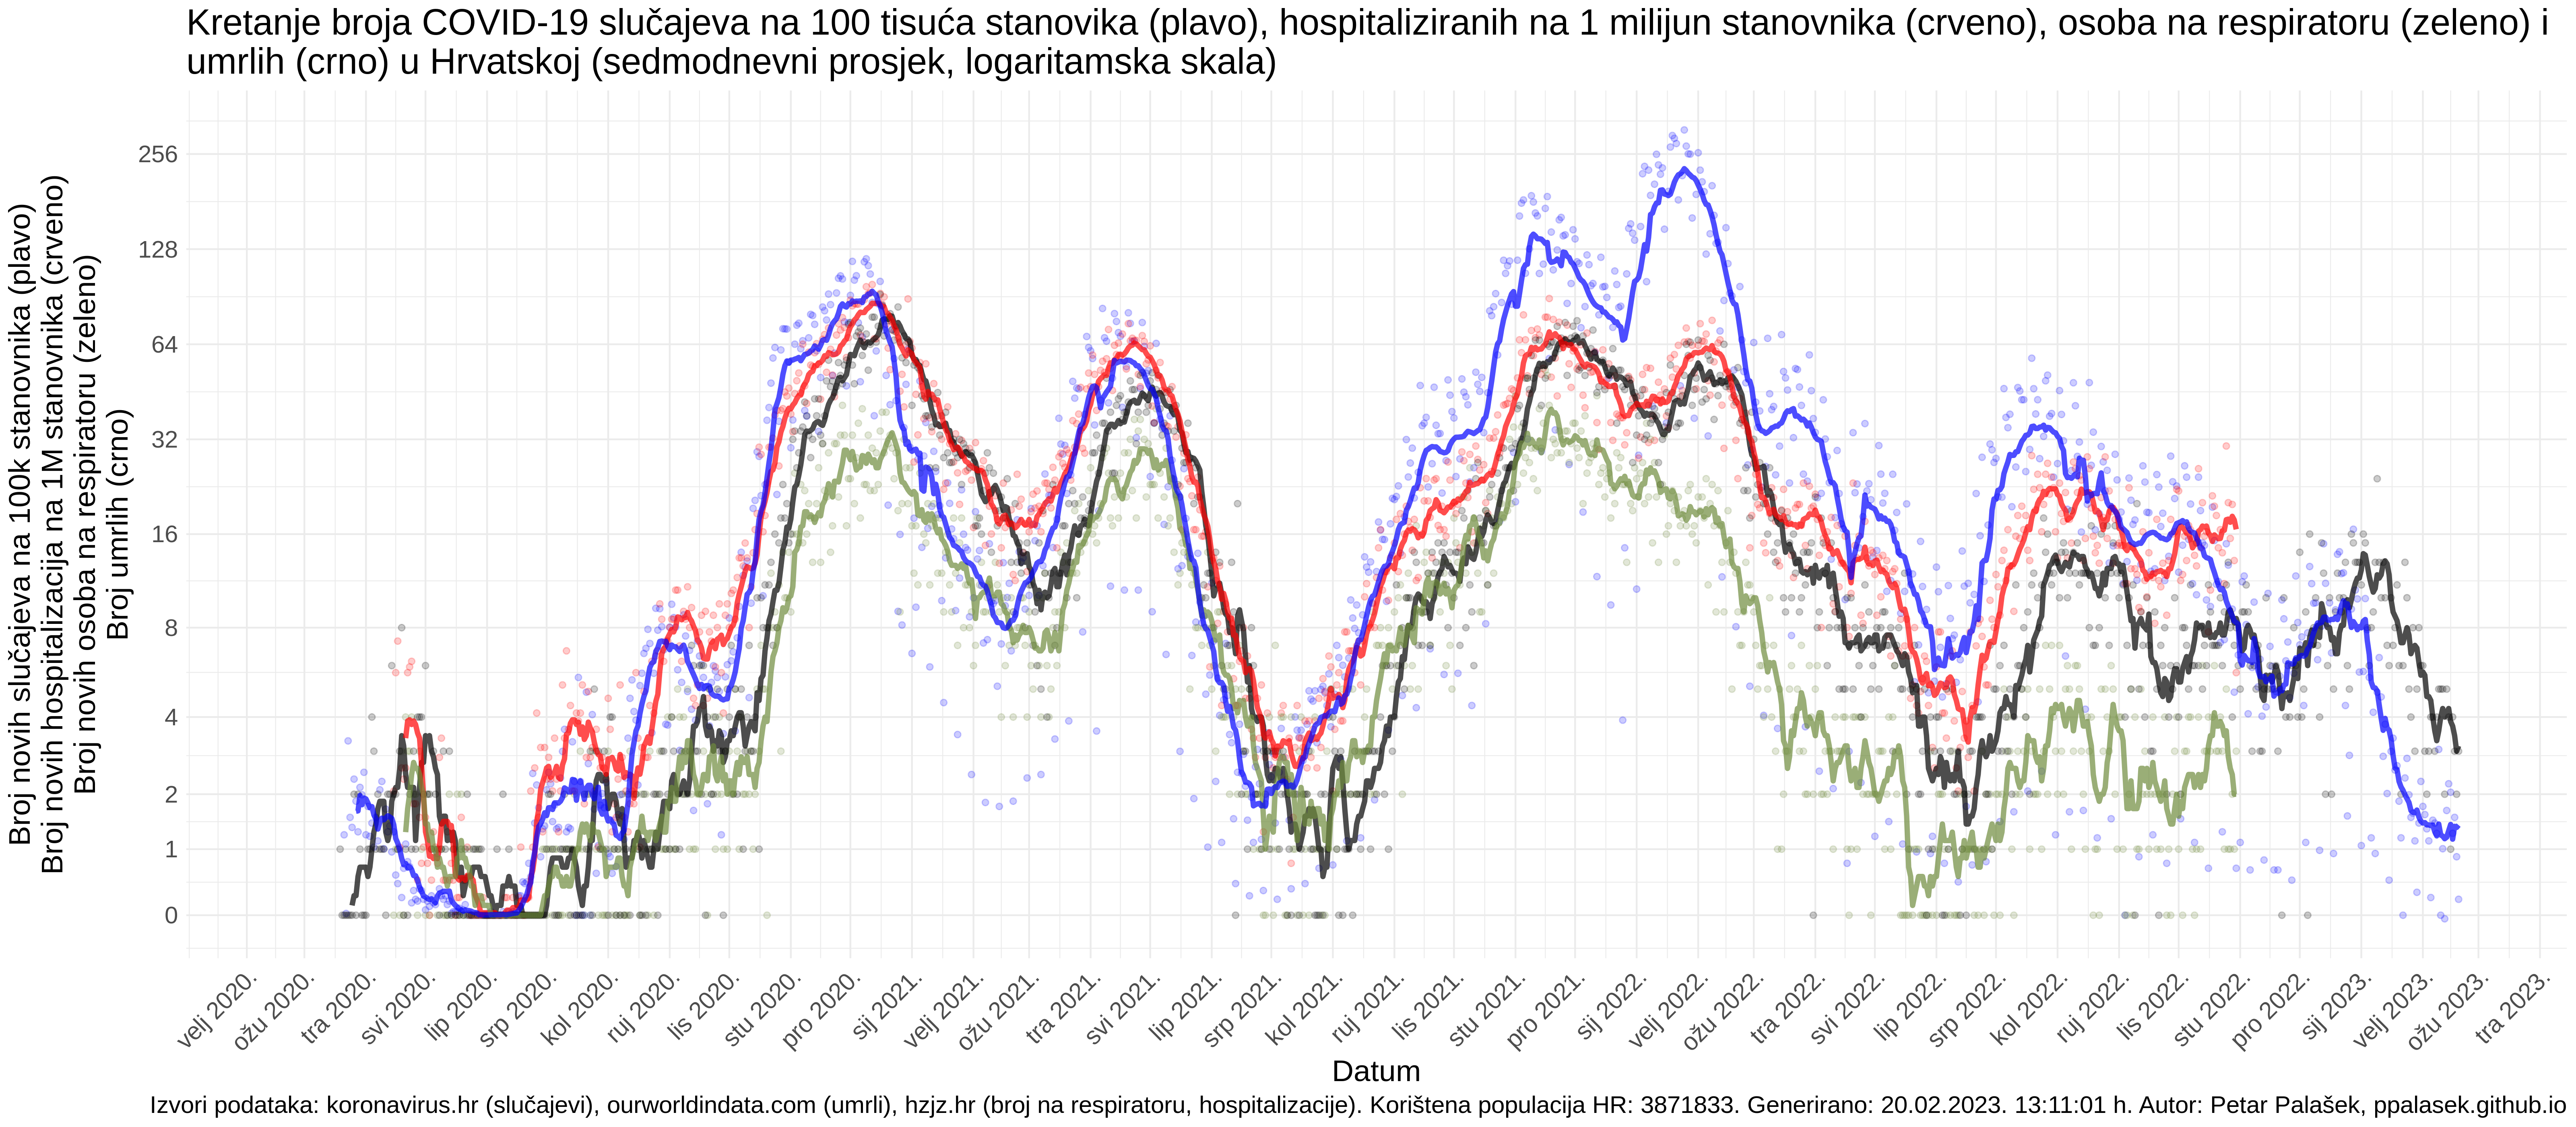 Kretanje broja COVID-19 slučajeva na 100 tisuća stanovika (plavo), hospitaliziranih na 1 milijun stanovnika (crveno), osoba na respiratoru (zeleno) i
umrlih (crno) u Hrvatskoj (sedmodnevni prosjek, logaritamska skala)
Broj novih slučajeva na 100k stanovnika (plavo)
Broj novih hospitalizacija na 1M stanovnika (crveno)
Broj novih osoba na respiratoru (zeleno)
Broj umrlih (crno)
256
128
64
32
16
8
4
2
1
0
velj 2020.
ožu 2020.
tra 2020.
svi 2020.
lip 2020.
srp 2020.
kol 2020.
ruj 2020.
lis 2020.
stu 2020.
pro 2020.
sij 2021.
velj 2021.
ožu 2021.
tra 2021.
svi 2021.
lip 2021.
srp 2021.
kol 2021.
ruj 2021.
lis 2021.
stu 2021.
pro 2021.
sij 2022.
velj 2022.
ožu 2022.
tra 2022.
svi 2022.
lip 2022.
srp 2022.
kol 2022.
ruj 2022.
lis 2022.
stu 2022.
pro 2022.
sij 2023.
velj 2023.
ožu 2023.
tra 2023.
Datum
Izvori podataka: koronavirus.hr (slučajevi), ourworldindata.com (umrli), hzjz.hr (broj na respiratoru, hospitalizacije). Korištena populacija HR: 3871833. Generirano: 20.02.2023. 13:11:01 h. Autor: Petar Palašek, ppalasek.github.io